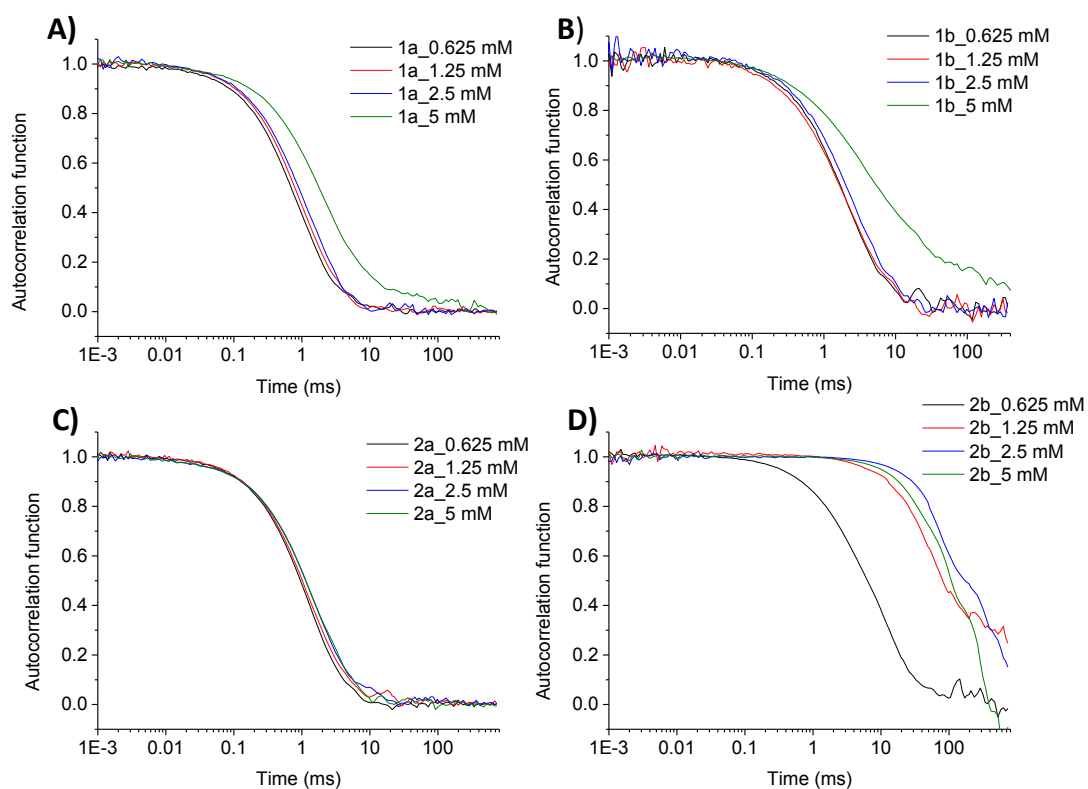 A)
1a_0.625 mM
1a_1.25 mM
1a_2.5 mM
1a_5 mM
Autocorrelation function
1.0
0.8
0.6
0.4
0.2
0.0
1E-3 0.01 0.1 1 10 100
Time (ms)
B)
1b_0.625 mM
1b_1.25 mM
1b_2.5 mM
1b_5 mM
Autocorrelation function
1.0
0.8
0.6
0.4
0.2
0.0
1E-3 0.01 0.1 1 10 100
Time (ms)
C)
2a_0.625 mM
2a_1.25 mM
2a_2.5 mM
2a_5 mM
Autocorrelation function
1.0
0.8
0.6
0.4
0.2
0.0
1E-3 0.01 0.1 1 10 100
Time (ms)
D)
2b_0.625 mM
2b_1.25 mM
2b_2.5 mM
2b_5 mM
Autocorrelation function
1.0
0.8
0.6
0.4
0.2
0.0
1E-3 0.01 0.1 1 10 100
Time (ms)